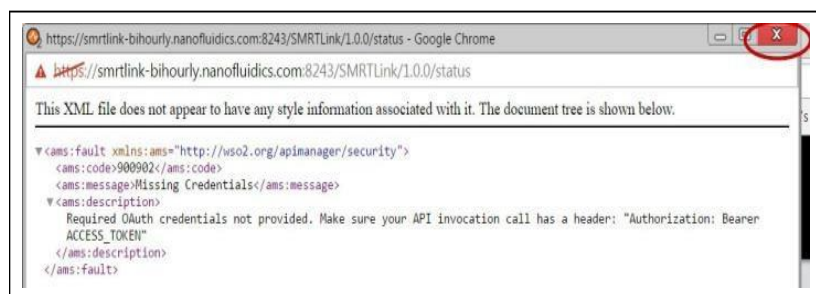 https://smrtlink-bihourly.nanofluidics.com:8243/SMRTLink/1.0.0/status - Google Chrome
X
https://smrtlink-bihourly.nanofluidics.com:8243/SMRTLink/1.0.0/status
This XML file does not appear to have any style information associated with it. The document tree is shown below.
▼<ams:fault xmlns:ams="http://wso2.org/apimanager/security">
<ams:code>900902</ams:code>
<ams:message>Missing Credentials</ams:message>
▼<ams:description>
Required OAuth credentials not provided. Make sure your API invocation call has a header: "Authorization: Bearer
ACCESS_TOKEN"
</ams:description>
</ams:fault>